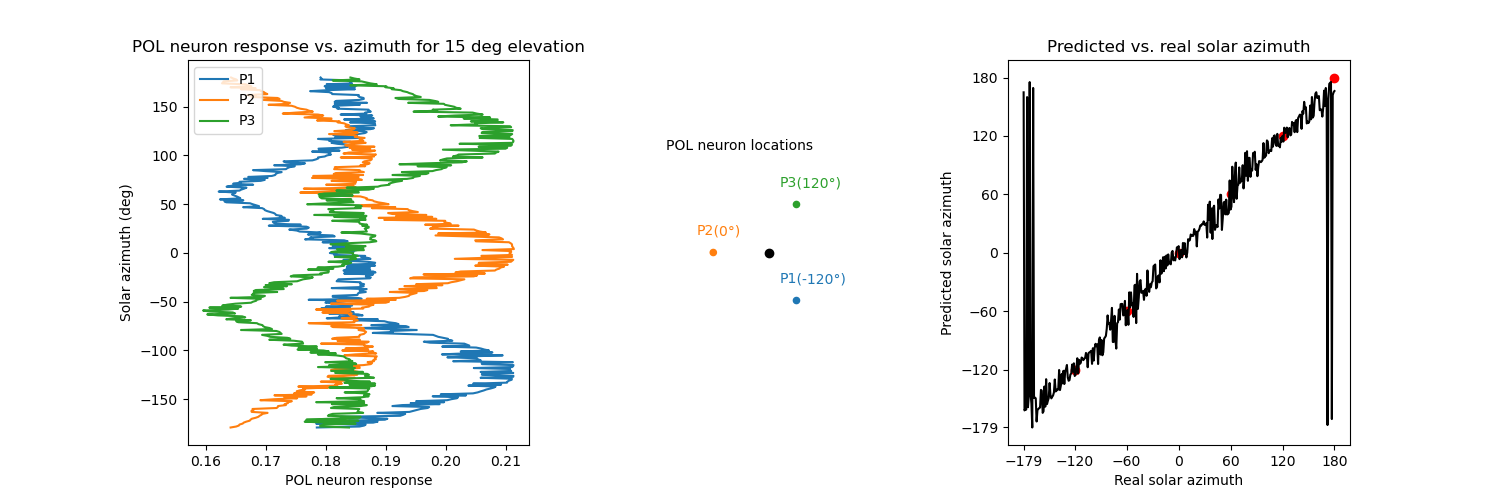 POL neuron response vs. azimuth for 15 deg elevation
P1
P2
P3
150
100
50
0
−50
−100
−150
Solar azimuth (deg)
0.16 0.17 0.18 0.19 0.20 0.21
POL neuron response
POL neuron locations
P3(120°)
P2(0°)
P1(-120°)
Predicted vs. real solar azimuth
180
120
60
0
−60
−120
−179
Predicted solar azimuth
−179 −120 −60 0 60 120 180
Real solar azimuth